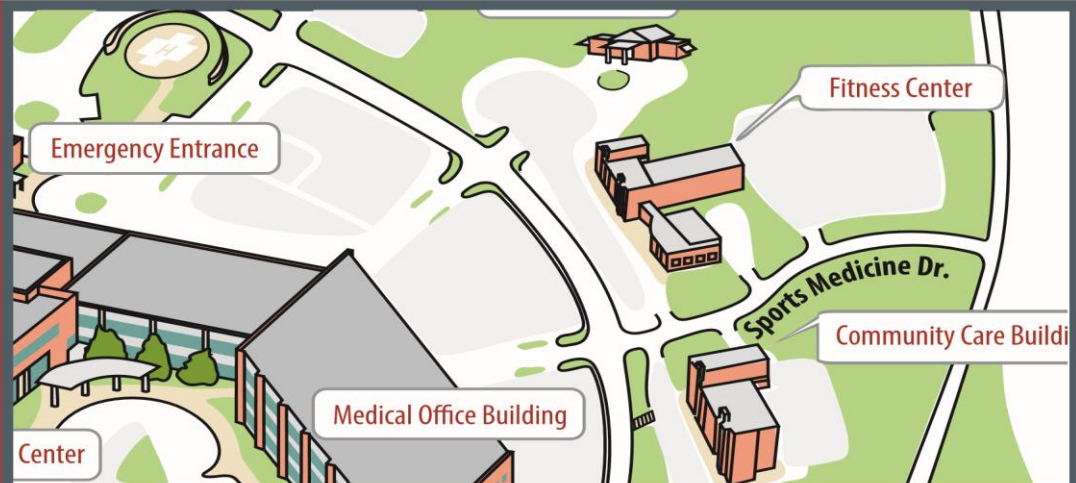 Fitness Center
Emergency Entrance
Sports Medicine Dr.
Community Care Buildi
Medical Office Building
Center
H